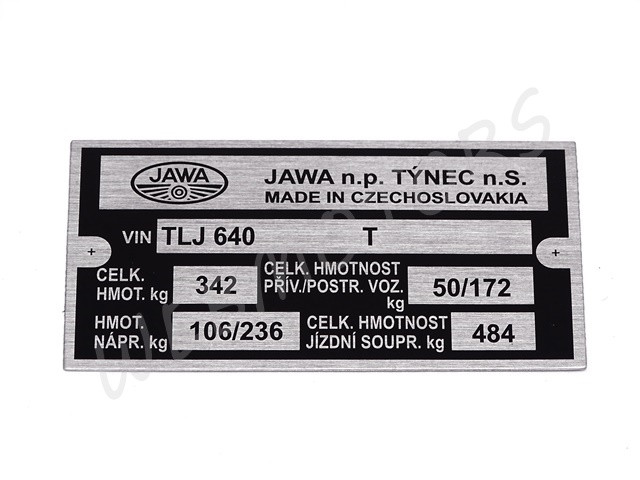 JAWA
JAWA n.p. TÝNEC n.S.
MADE IN CZECHOSLOVAKIA
VIN TLJ 640 T
CELK. HMOT. kg 342
CELK. HMOTNOST PŘÍV./POSTR. VOZ. kg 50/172
HMOT. NÁPR. kg 106/236
CELK. HMOTNOST JÍZDNÍ SOUPR. kg 484